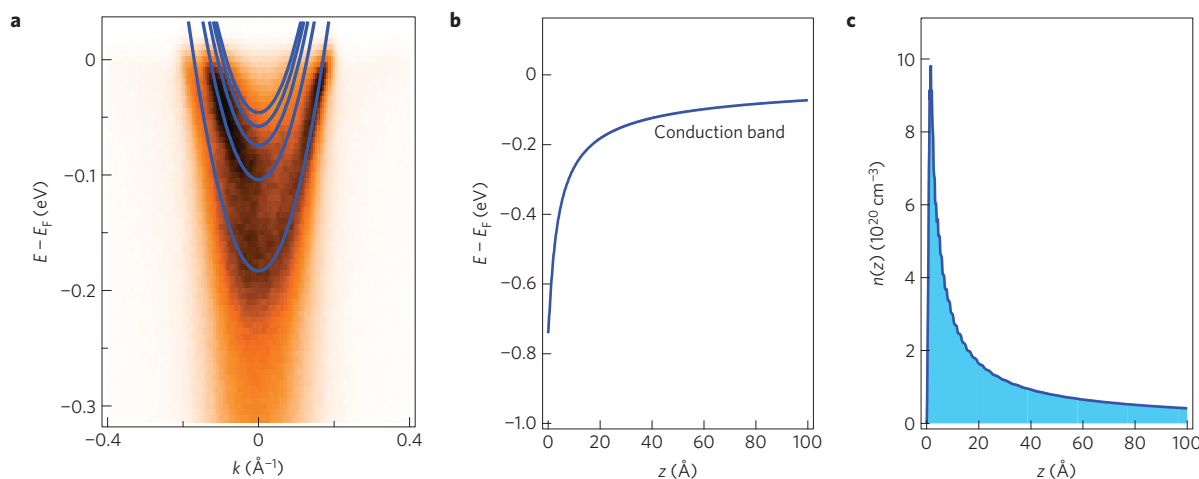 a
E − E_F (eV)
0
−0.1
−0.2
−0.3
−0.4
0
0.4
k (Å⁻¹)
b
E − E_F (eV)
0
−0.2
−0.4
−0.6
−0.8
−1.0
Conduction band
0 20 40 60 80 100
z (Å)
c
n(z) (10²⁰ cm⁻³)
10
8
6
4
2
0
0 20 40 60 80 100
z (Å)